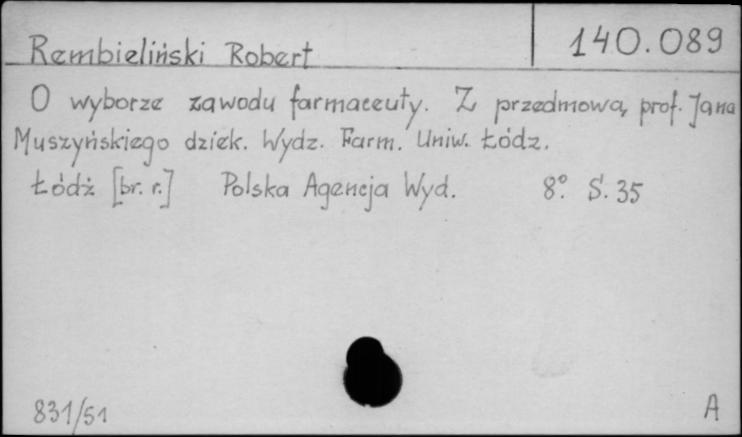 Rembieliński Robert 140.089
O wyborze zawodu farmaceuty. Z przedmową prof. Jana
Muszyńskiego dziek. Wydz. Farm. Uniw. Łódz.
Łódź [br. r.] Polska Agencja Wyd. 8° S. 35
831/51 A